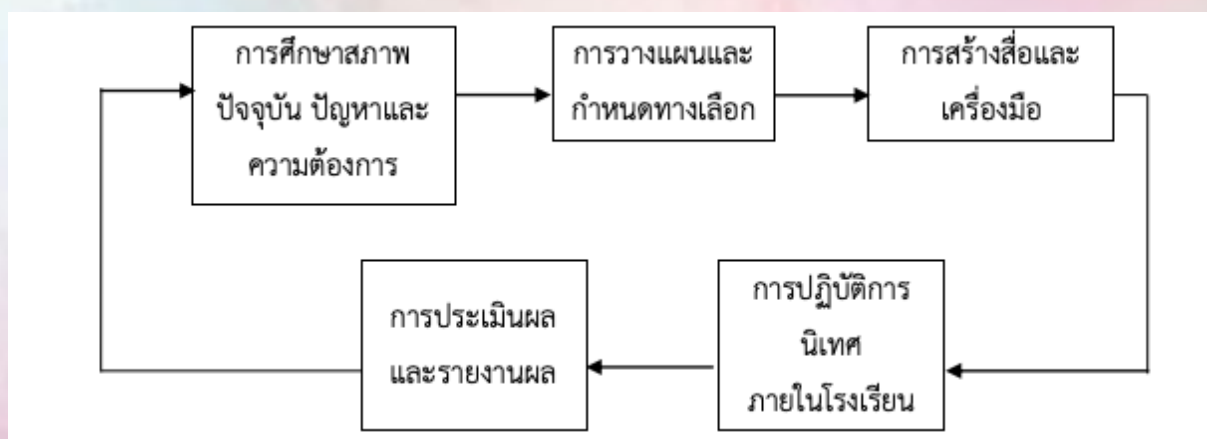 การศึกษาสภาพ
ปัจจุบัน ปัญหาและ
ความต้องการ
การวางแผนและ
กำหนดทางเลือก
การสร้างสื่อและ
เครื่องมือ
การปฏิบัติการ
นิเทศ
ภายในโรงเรียน
การประเมินผล
และรายงานผล